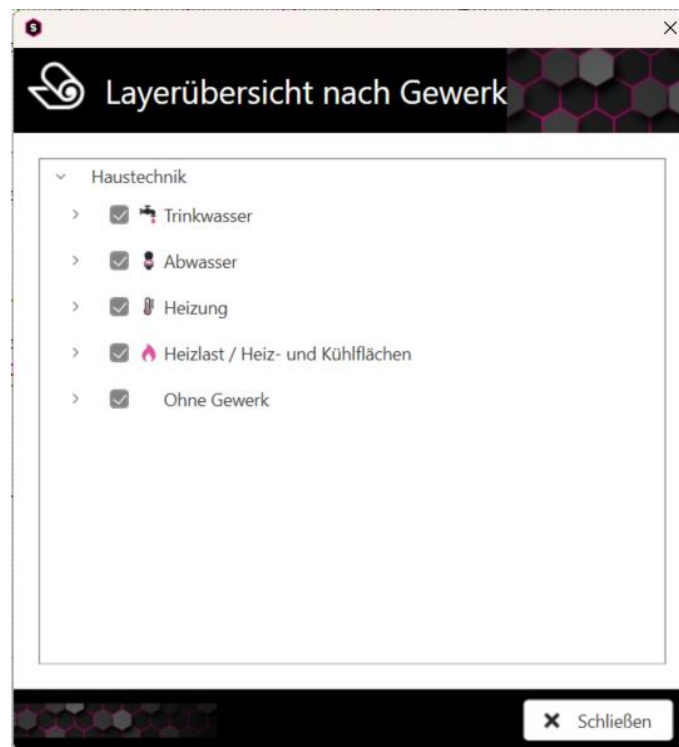 S
Layerübersicht nach Gewerk
Haustechnik
Trinkwasser
Abwasser
Heizung
Heizlast / Heiz- und Kühlflächen
Ohne Gewerk
Schließen